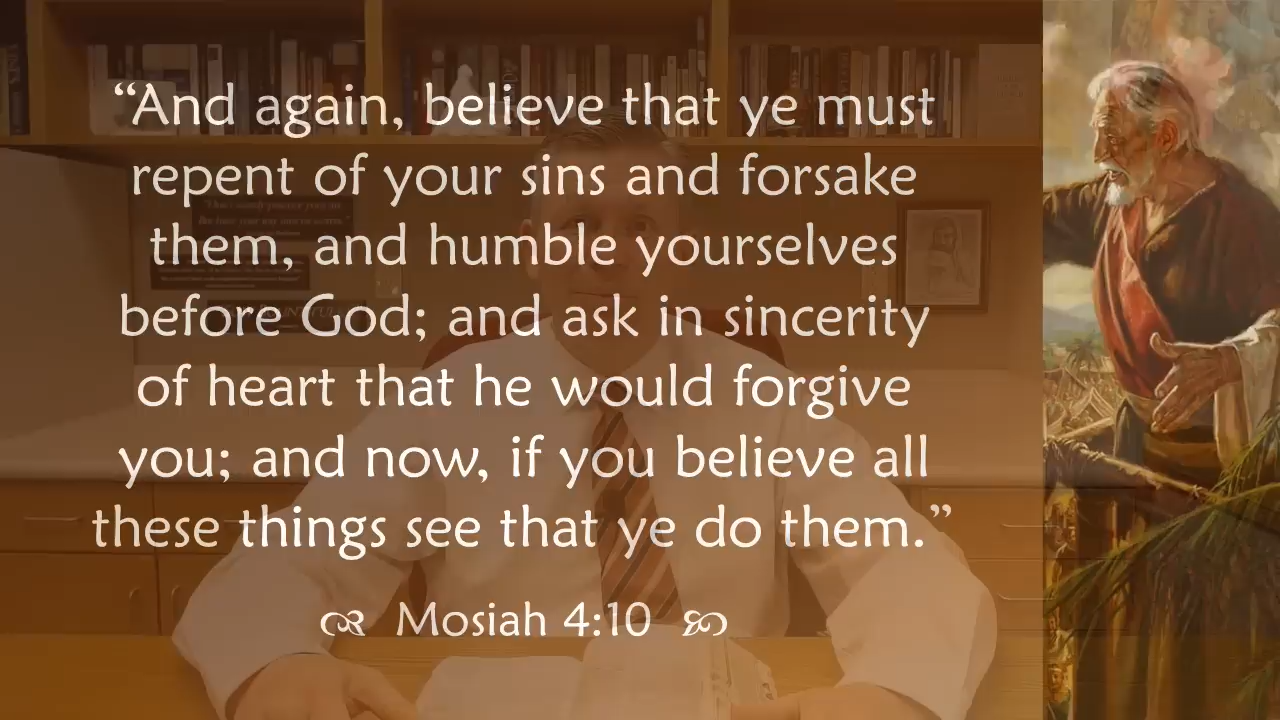 “And again, believe that ye must
repent of your sins and forsake
them, and humble yourselves
before God; and ask in sincerity
of heart that he would forgive
you; and now, if you believe all
these things see that ye do them.”
Mosiah 4:10